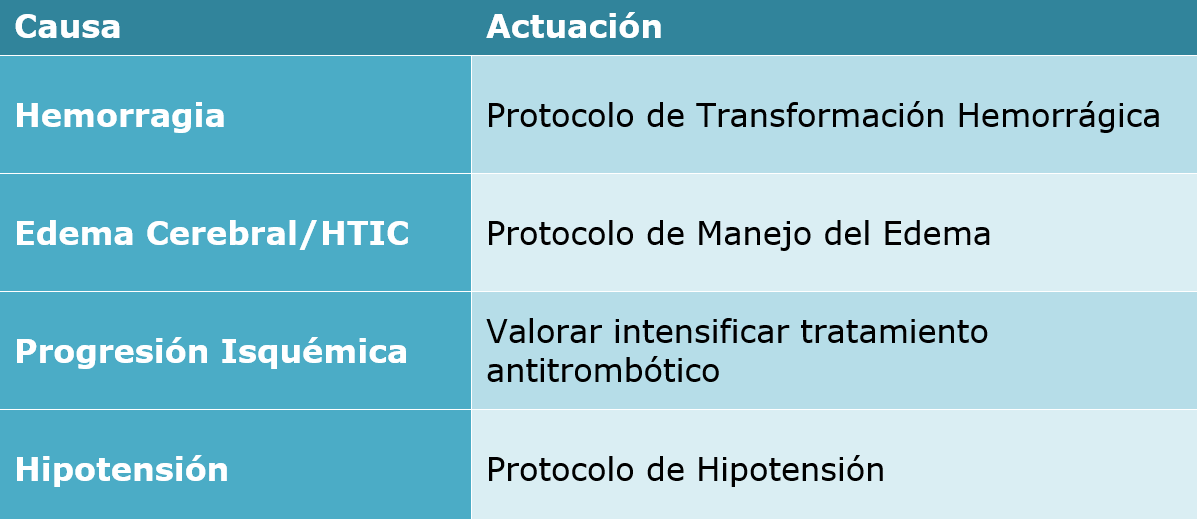 Causa
Actuación
Hemorragia
Protocolo de Transformación Hemorrágica
Edema Cerebral/HTIC
Protocolo de Manejo del Edema
Progresión Isquémica
Valorar intensificar tratamiento
antitrombótico
Hipotensión
Protocolo de Hipotensión